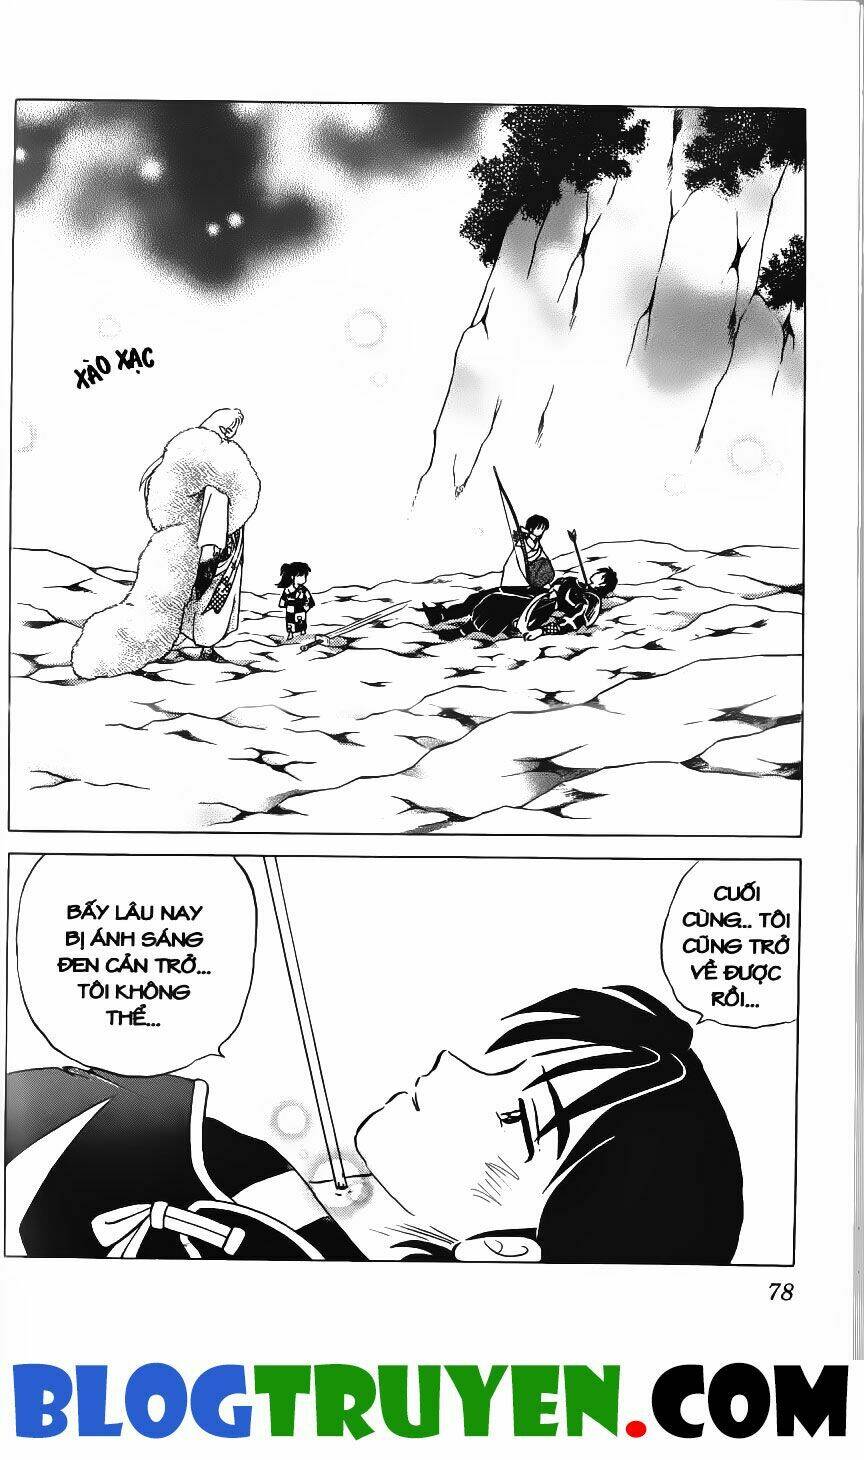 XÀO XẠC
CUỐI
CÙNG... TÔI
CŨNG TRỞ
VỀ ĐƯỢC
RỒI...
BẤY LÂU NAY
BỊ ÁNH SÁNG
ĐEN CẢN TRỞ...
TÔI KHÔNG
THỂ...
78
BLOGTRUYEN.COM